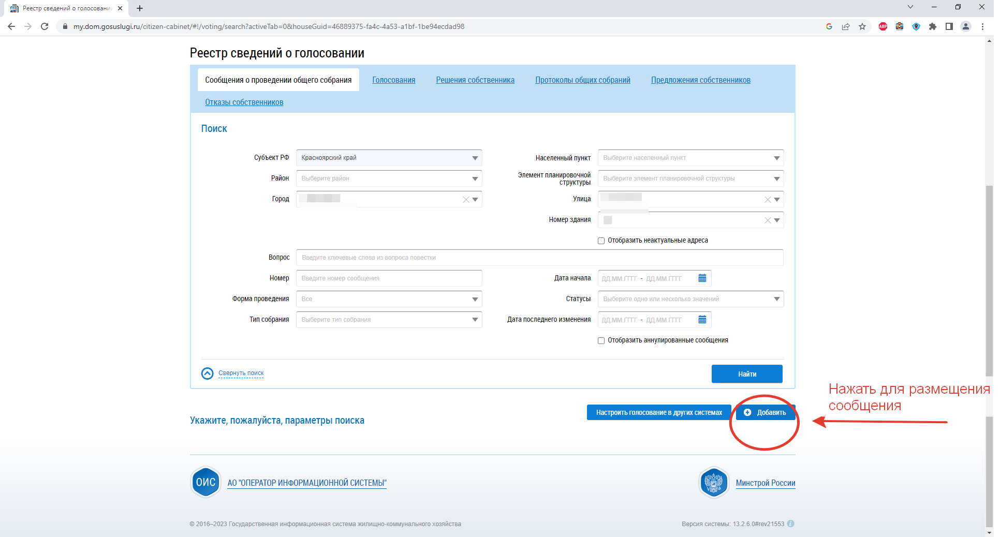 Реестр сведений о голосовани
my.dom.gosuslugi.ru/citizen-cabinet/#!/voting/search?activeTab=0&houseGuid=46889375-fa4c-4a53-a1bf-1be94ecdad98
ABP
Реестр сведений о голосовании
Сообщения о проведении общего собрания
Голосования
Решения собственника
Протоколы общих собраний
Предложения собственников
Отказы собственников
Поиск
Субъект РФ
Красноярский край
Населенный пункт
Выберите населенный пункт
Район
Выберите район
Элемент планировочной
структуры
Выберите элемент планировочной структуры
Город
Улица
Номер здания
Отобразить неактуальные адреса
Вопрос
Введите ключевые слова из вопроса повестки
Номер
Введите номер сообщения
Дата начала
ДД.ММ.ГГГГ - ДД.ММ.ГГГГ
Форма проведения
Все
Статусы
Выберите одно или несколько значений
Тип собрания
Выберите тип собрания
Дата последнего изменения
ДД.ММ.ГГГГ - ДД.ММ.ГГГГ
Отобразить аннулированные сообщения
Свернуть поиск
Найти
Нажать для размещения
сообщения
Настроить голосование в других системах
Добавить
Укажите, пожалуйста, параметры поиска
ОИС
АО "ОПЕРАТОР ИНФОРМАЦИОННОЙ СИСТЕМЫ"
Минстрой России
© 2016–2023 Государственная информационная система жилищно-коммунального хозяйства
Версия системы: 13.2.6.0#rev21553